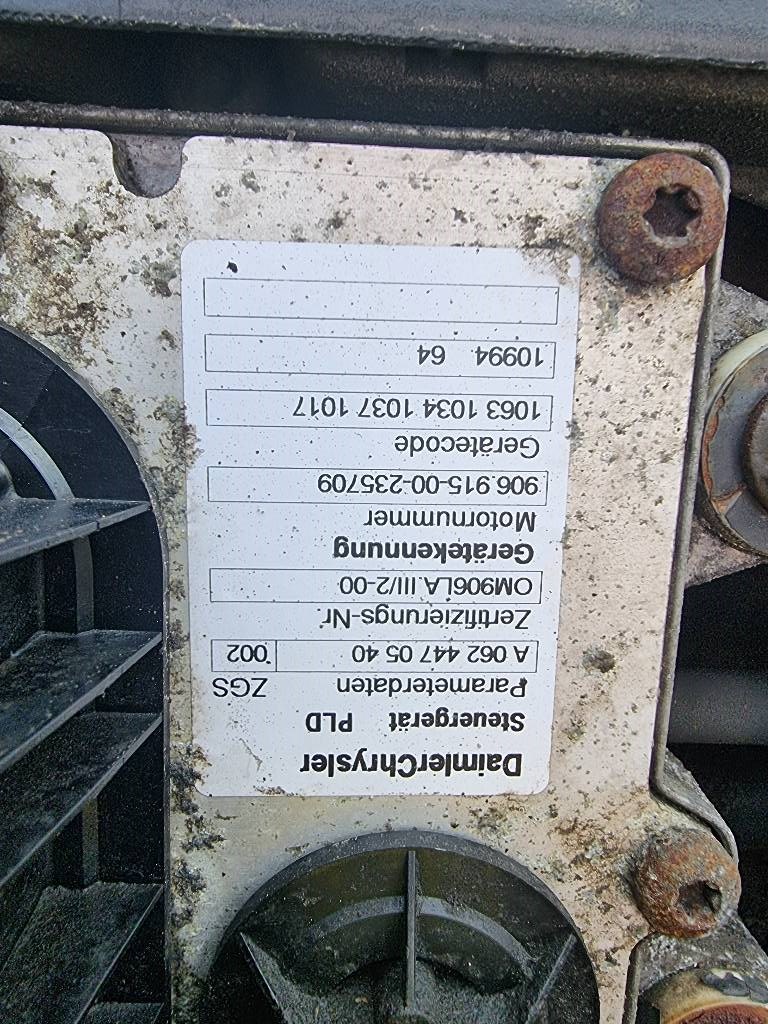 DaimlerChrysler
Steuergerät PLD
Parameterdaten ZGS
A 062 447 05 40 002
Zertifizierungs-Nr.
OM906LA.III/2-00
Gerätekennung
Motornummer
906.915-00-235709
Gerätecode
1063 1034 1037 1017
10994 64